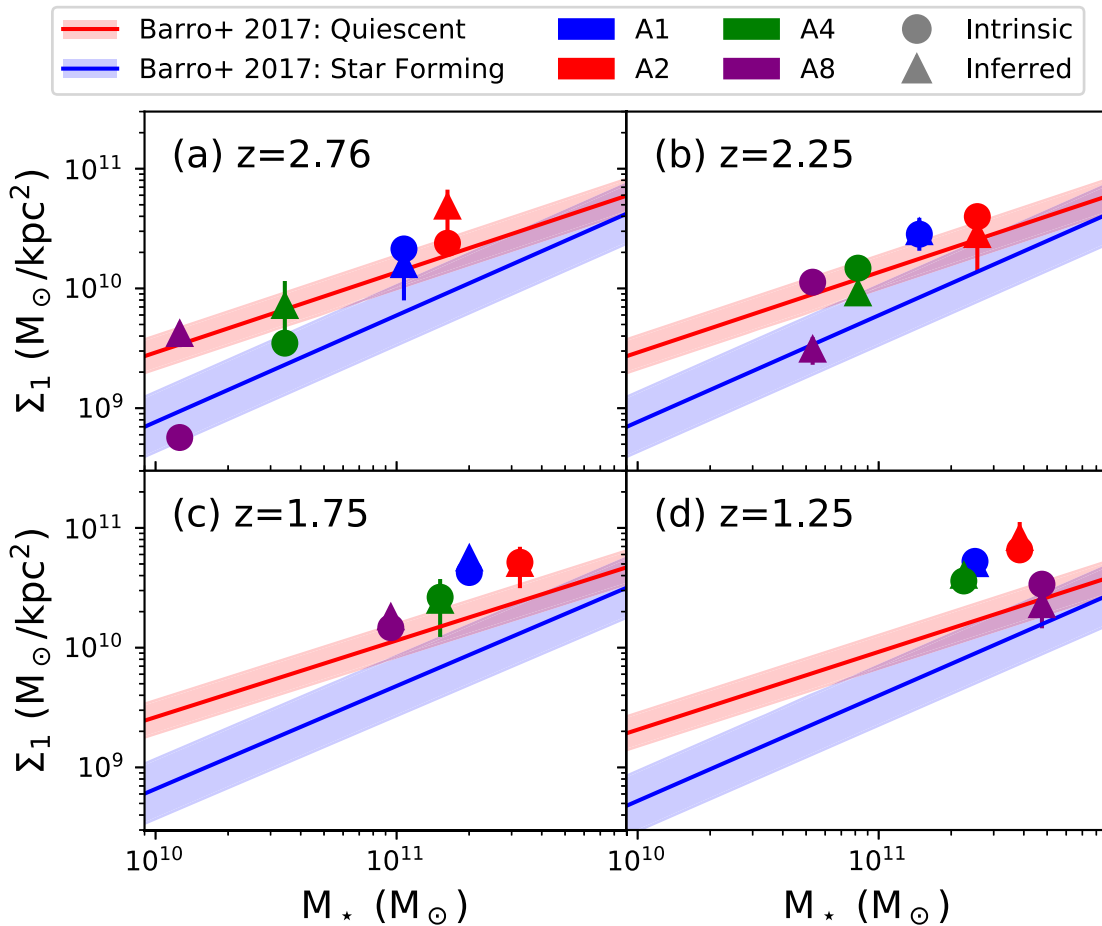 Barro+ 2017: Quiescent A1 A4 Intrinsic
Barro+ 2017: Star Forming A2 A8 Inferred
(a) z=2.76
(b) z=2.25
10¹¹
10¹⁰
10⁹
Σ₁ (M⊙/kpc²)
(c) z=1.75
(d) z=1.25
10¹¹
10¹⁰
10⁹
Σ₁ (M⊙/kpc²)
10¹⁰ 10¹¹ 10¹⁰ 10¹¹
M⋆ (M⊙) M⋆ (M⊙)